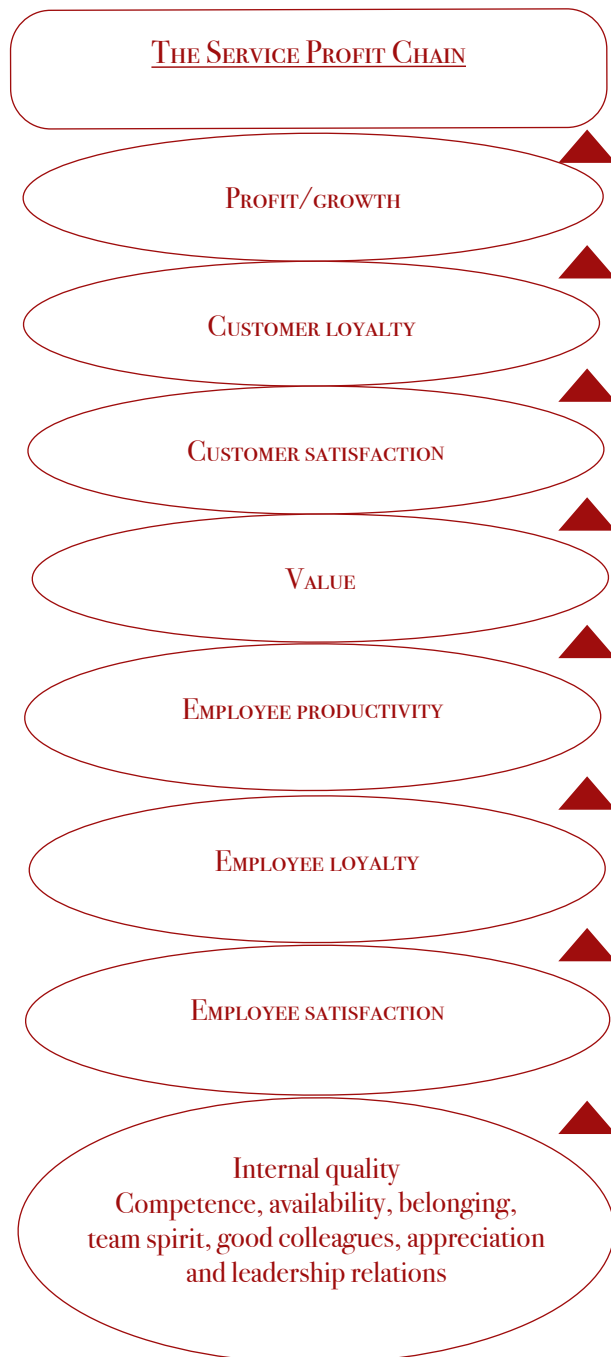 The Service Profit Chain
Profit/growth
Customer loyalty
Customer satisfaction
Value
Employee productivity
Employee loyalty
Employee satisfaction
Internal quality
Competence, availability, belonging,
team spirit, good colleagues, appreciation
and leadership relations